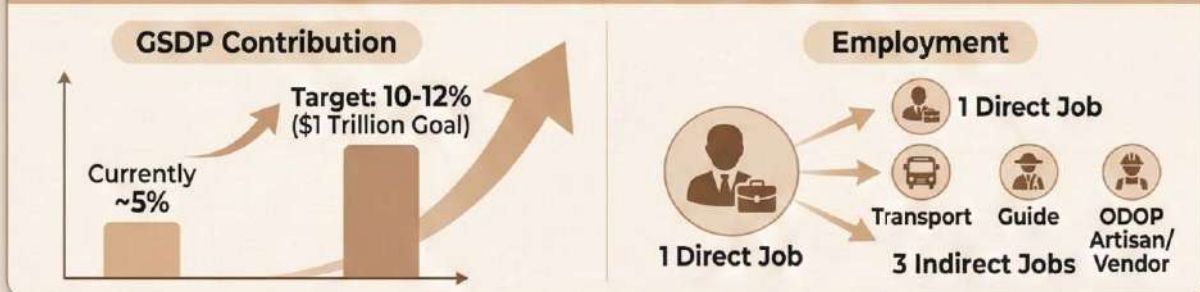 GSDP Contribution
Currently
~5%
Target: 10-12%
($1 Trillion Goal)
Employment
1 Direct Job
1 Direct Job
Transport
Guide
ODOP
Artisan/
Vendor
3 Indirect Jobs